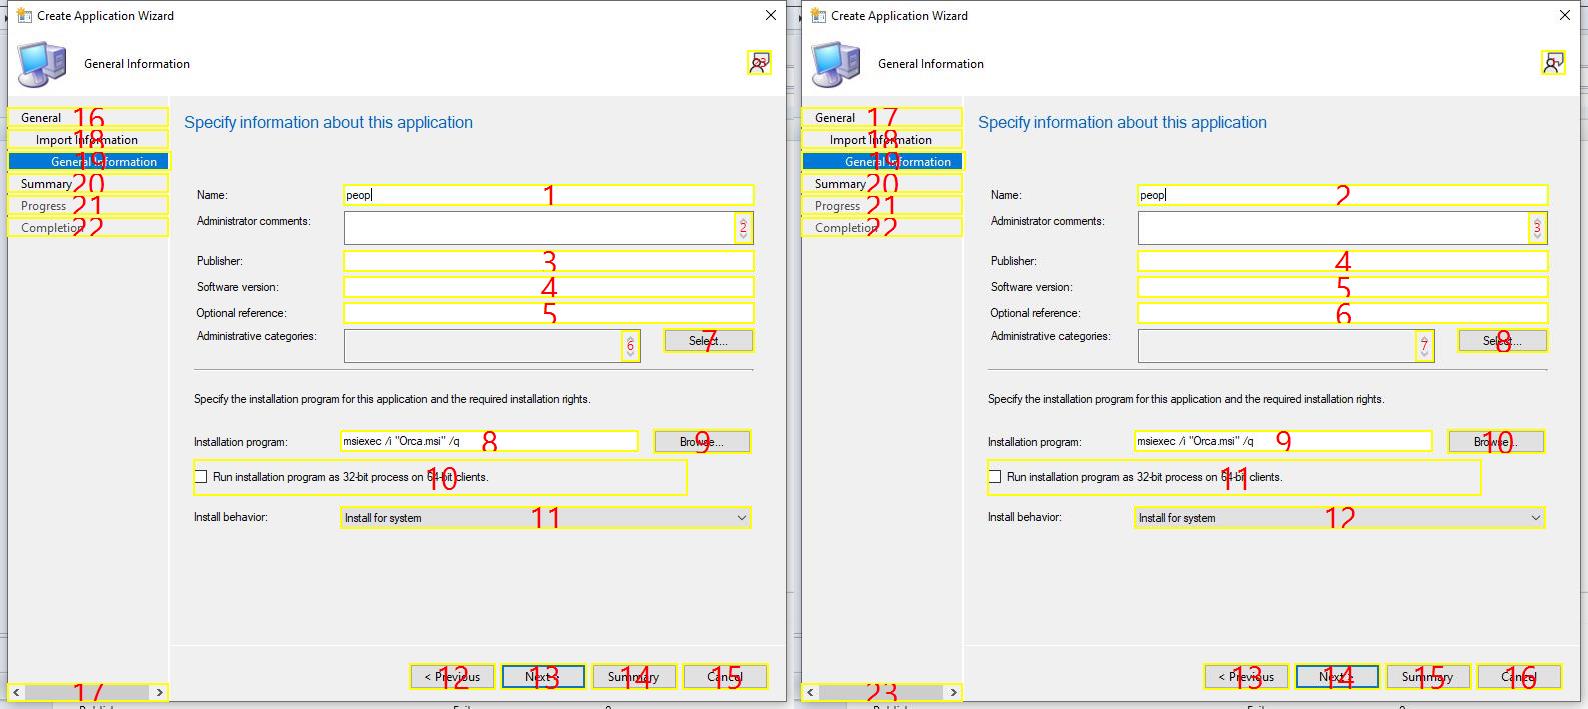 Create Application Wizard
General Information
23
General 16
Import Information 18
General Information 19
Summary 20
Progress 21
Completion 22
17
Specify information about this application
Name: peop 1
Administrator comments: 2
Publisher: 3
Software version: 4
Optional reference: 5
Administrative categories: 6 Select... 7
Specify the installation program for this application and the required installation rights.
Installation program: msiexec /i "Orca.msi" /q 8 Browse... 9
Run installation program as 32-bit process on 64-bit clients. 10
Install behavior: Install for system 11
< Previous 12 Next > 13 Summary 14 Cancel 15
Create Application Wizard
General Information
1
General 17
Import Information 18
General Information 19
Summary 20
Progress 21
Completion 22
23
Specify information about this application
Name: peop 2
Administrator comments: 3
Publisher: 4
Software version: 5
Optional reference: 6
Administrative categories: 7 Select... 8
Specify the installation program for this application and the required installation rights.
Installation program: msiexec /i "Orca.msi" /q 9 Browse... 10
Run installation program as 32-bit process on 64-bit clients. 11
Install behavior: Install for system 12
< Previous 13 Next > 14 Summary 15 Cancel 16